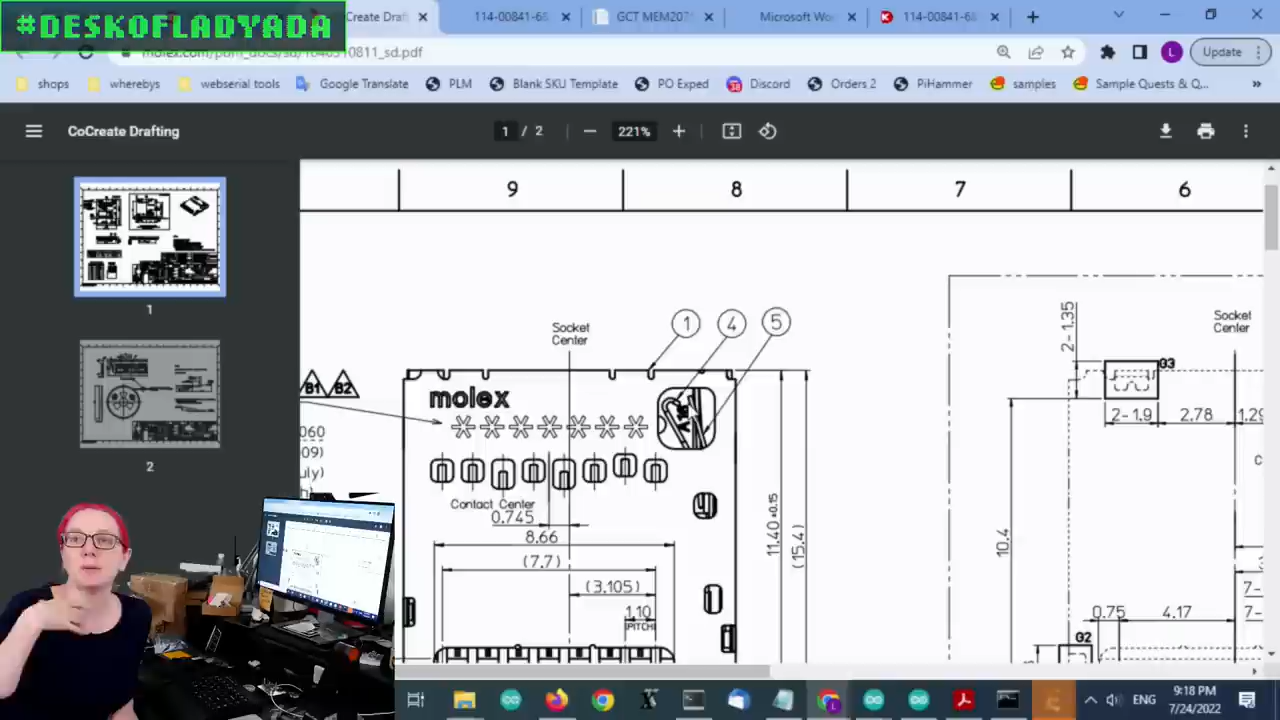 #DESKOFLADYADA
114-00841-68
Microsoft Wo
114-00841-68
molex.com/pdm_docs/sd/1040310811_sd.pdf
Update
shops
wherebys
webserial tools
Google Translate
PLM
Blank SKU Template
PO Exped
Discord
Orders 2
PiHammer
samples
Sample Quests & Q...
CoCreate Drafting
1 / 2
221%
9
8
7
6
1
2
Socket
Center
1
4
5
Socket
Center
2-1.35
G3
B1
B2
molex
2-1.9
2.78
1.29
060
09)
uly)
Contact Center
0.745
8.66
(7.7)
(3.105)
1.10
(PITCH)
11.40±0.15
(15.4)
10.4
0.75
4.17
7-
7-
G2
ENG
9:18 PM
7/24/2022